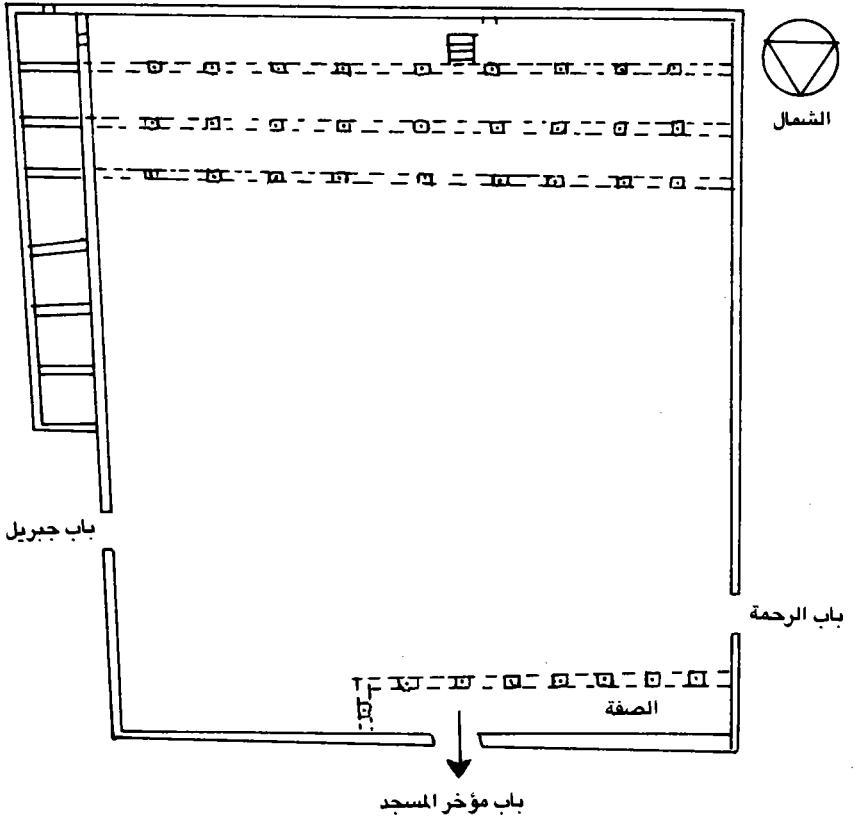 الشمال
باب جبريل
باب الرحمة
الصفة
باب مؤخر المسجد